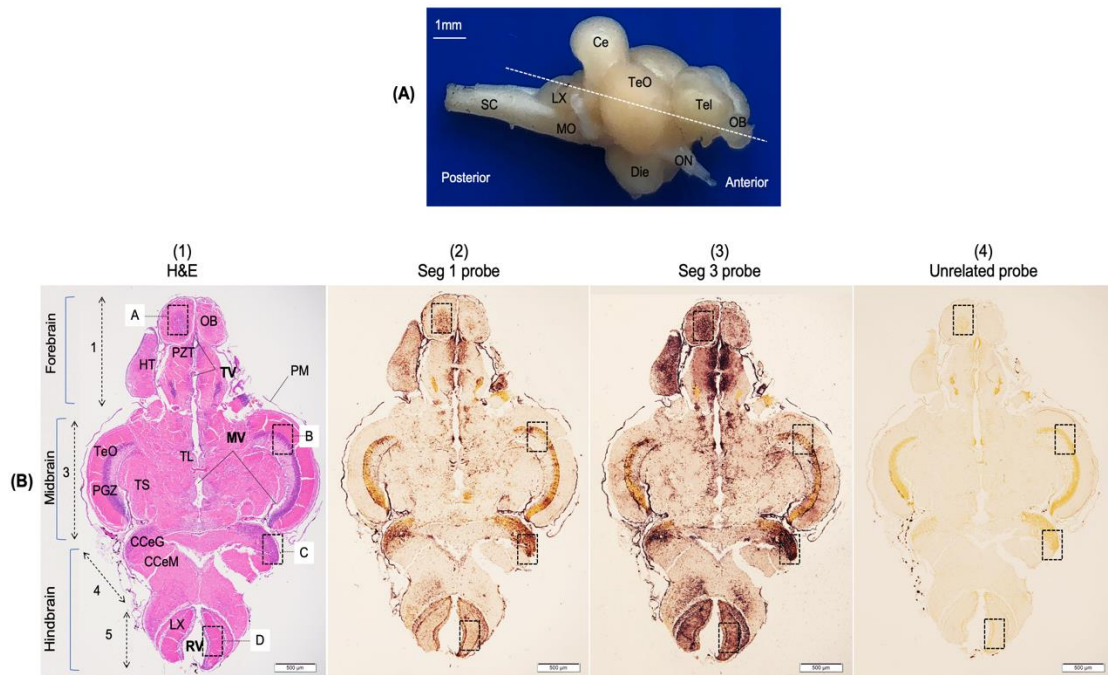 1mm
Ce
TeO
(A)
LX
Tel
SC
OB
MO
ON
Die
Posterior
Anterior
(1)
(2)
(3)
(4)
H&E
Seg 1 probe
Seg 3 probe
Unrelated probe
Forebrain
1
A
OB
PZT
HT
TV
PM
MV
B
TeO
TL
(B)
Midbrain
3
PGZ
TS
CCeG
CCeM
C
4
Hindbrain
5
LX
RV
D
500 µm
500 µm
500 µm
500 µm